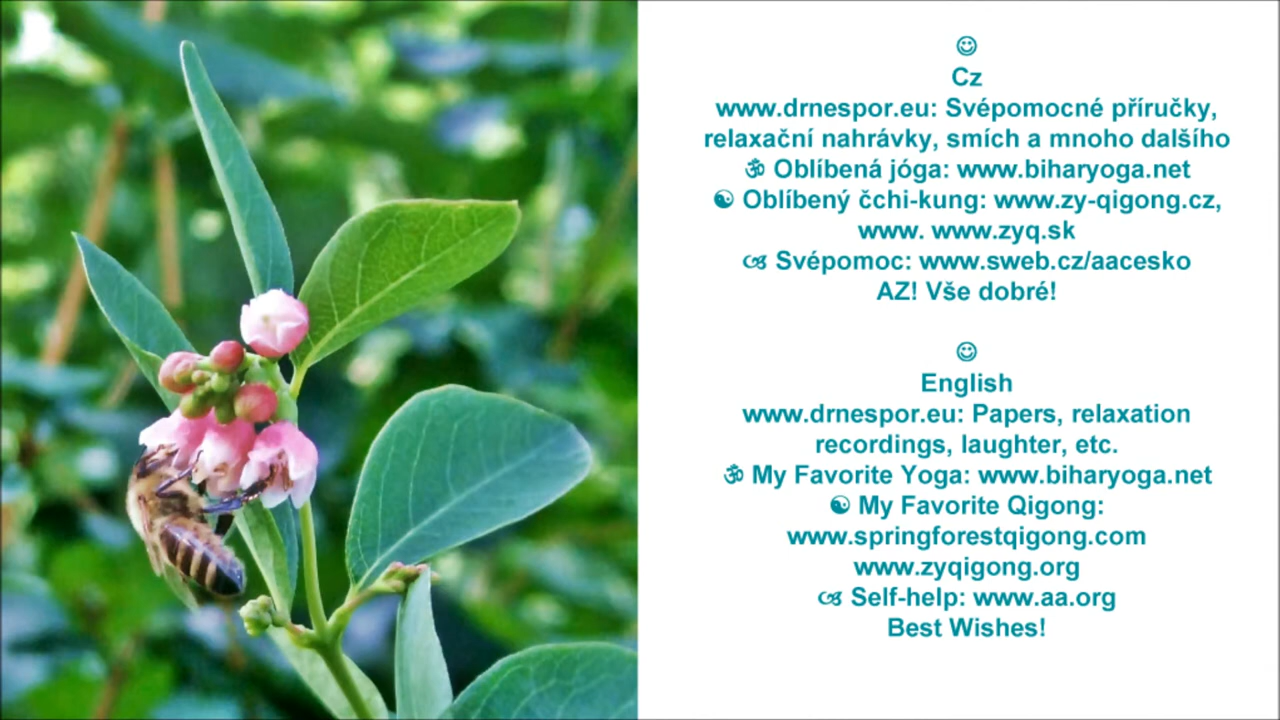 ☺
Cz
www.drnespor.eu: Svépomocné příručky,
relaxační nahrávky, smích a mnoho dalšího
ॐ Oblíbená jóga: www.biharyoga.net
☯ Oblíbený čchi-kung: www.zy-qigong.cz,
www. www.zyq.sk
🙢 Svépomoc: www.sweb.cz/aacesko
AZ! Vše dobré!
☺
English
www.drnespor.eu: Papers, relaxation
recordings, laughter, etc.
ॐ My Favorite Yoga: www.biharyoga.net
☯ My Favorite Qigong:
www.springforestqigong.com
www.zyqigong.org
🙢 Self-help: www.aa.org
Best Wishes!